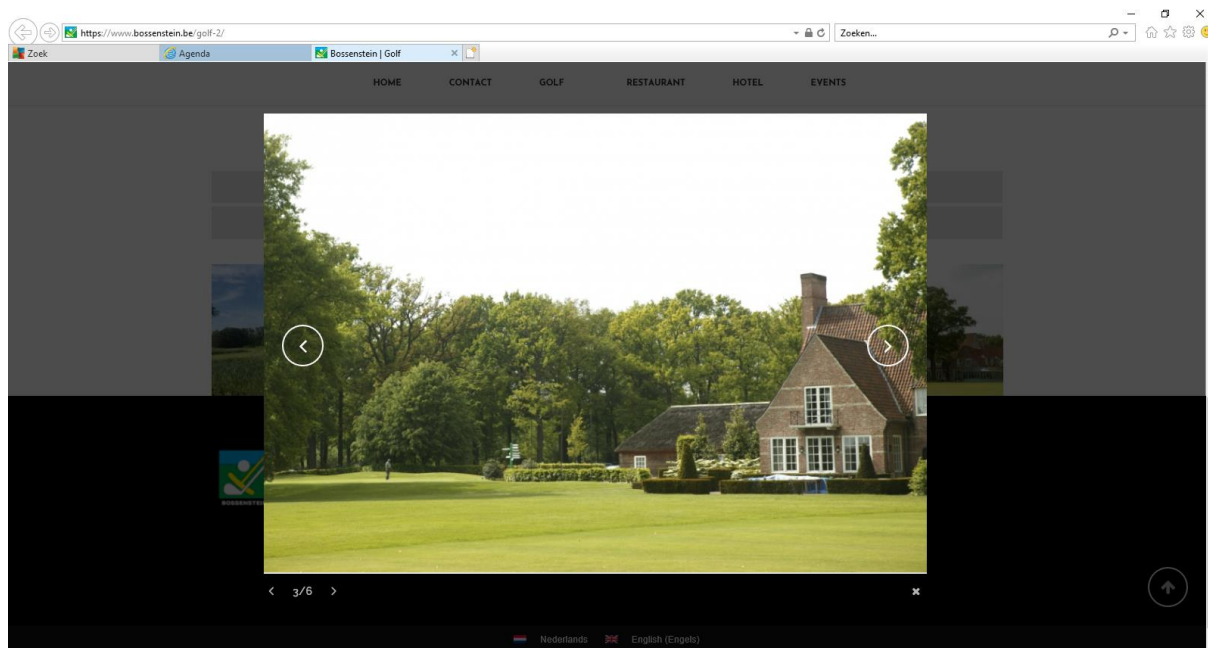 https://www.bossenstein.be/golf-2/
Zoeken...
Zoek
Agenda
Bossenstein | Golf
HOME CONTACT GOLF RESTAURANT HOTEL EVENTS
BOSSENSTEIN
3/6
Nederlands English (Engels)